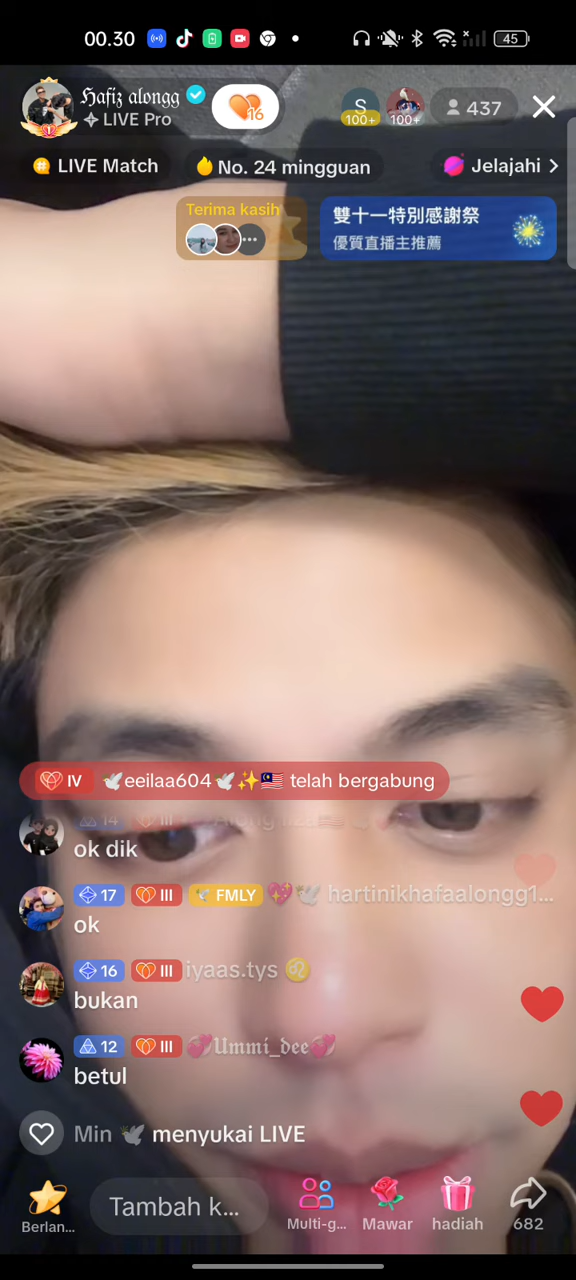 00.30
45
ℌafiz alongg
LIVE Pro
16
S
100+
100+
437
LIVE Match
No. 24 mingguan
Jelajahi
Terima kasih
雙十一特別感謝祭
優質直播主推薦
IV 🕊️eeilaa604🕊️✨🇲🇾 telah bergabung
14 III
ok dik
17 III FMLY 💖🕊️ hartinikhafaalongg1...
ok
16 III iyaas.tys ♌
bukan
12 III 💞Ummi_dee💞
betul
Min 🕊️ menyukai LIVE
Berlan...
Tambah k...
Multi-g...
Mawar
hadiah
682